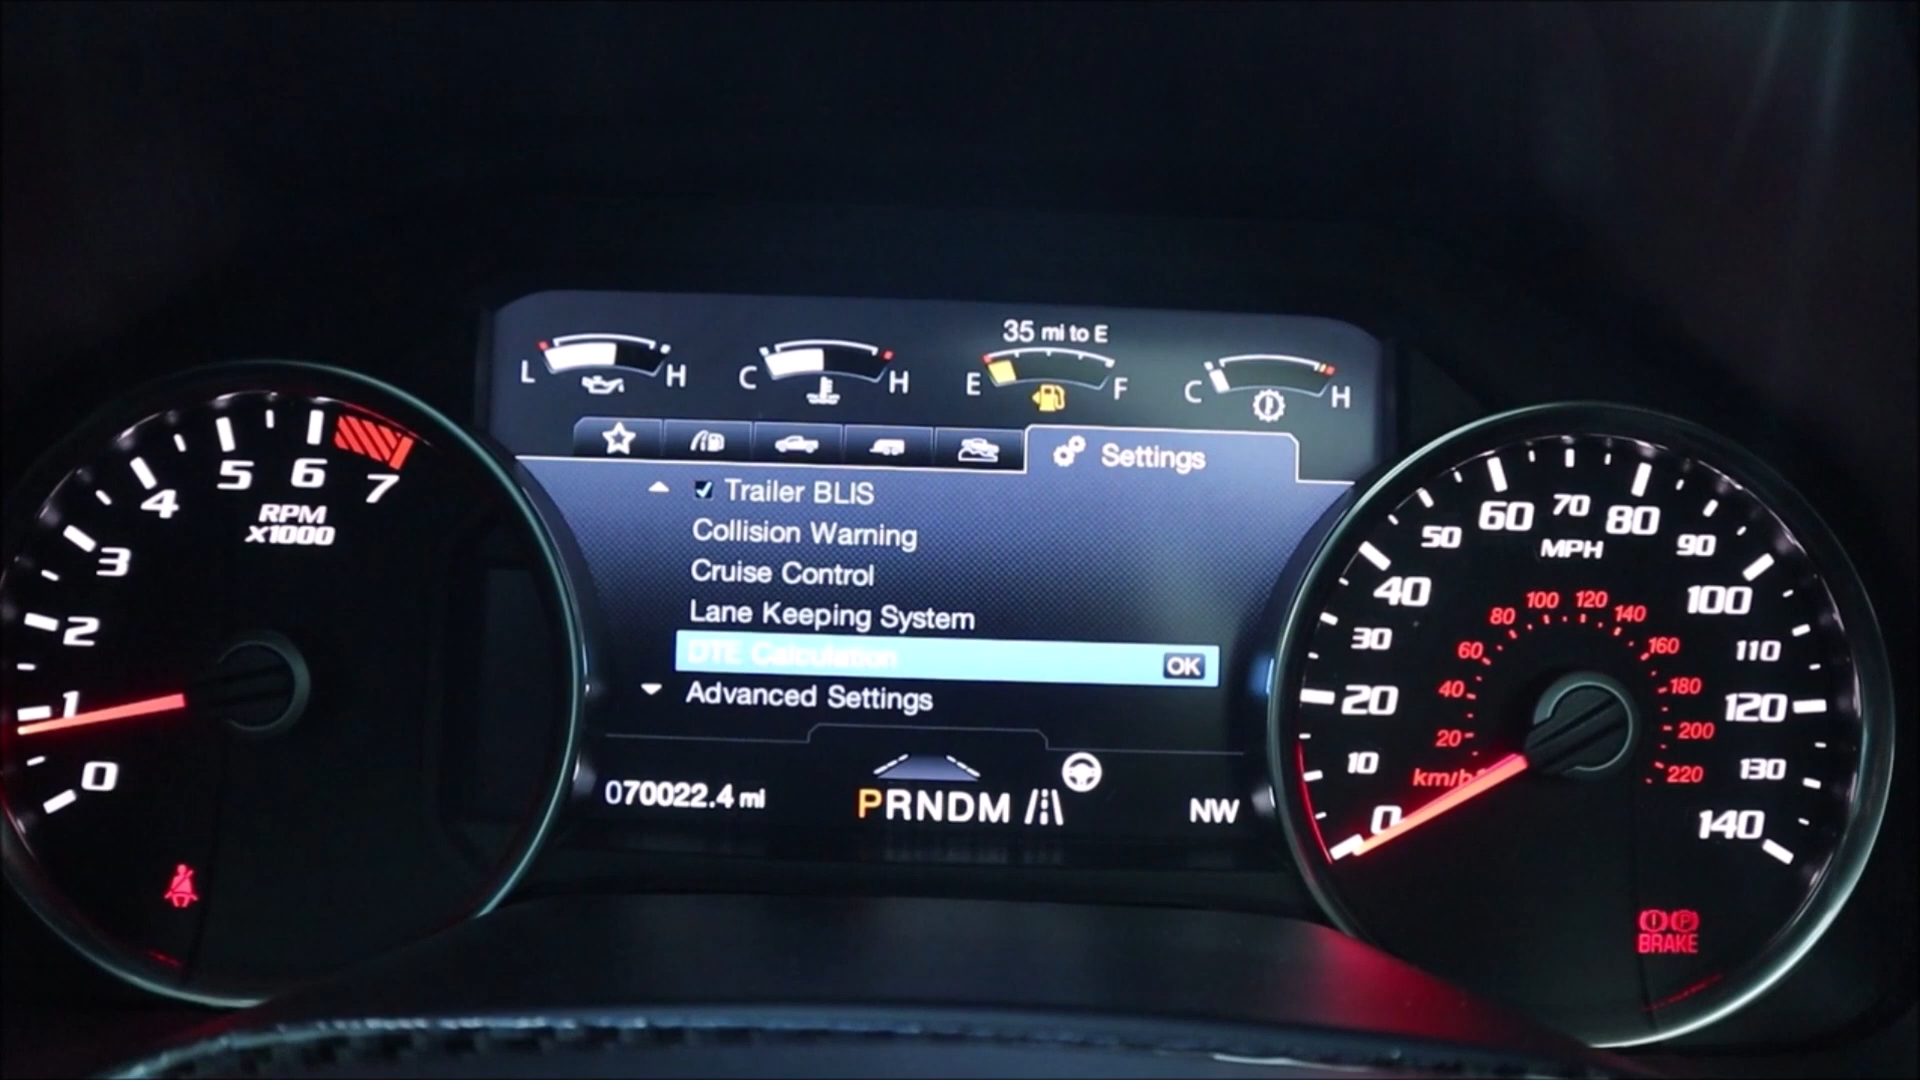 35 mi to E
L H
C H
E F
C H
Settings
Trailer BLIS
Collision Warning
Cruise Control
Lane Keeping System
DTE Calculation OK
Advanced Settings
070022.4 mi
PRNDM
NW
0 1 2 3 4 5 6 7
RPM
x1000
0 10 20 30 40 50 60 70 80 90 100 110 120 130 140
MPH
20 40 60 80 100 120 140 160 180 200 220
km/h
P
BRAKE